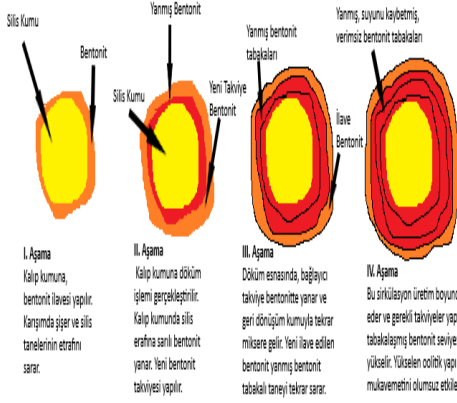 Silis Kumu
Bentonit
Yanmış Bentonit
Silis Kumu
Yeni Takviye
Bentonit
Yanmış bentonit
tabakaları
İlave
Bentonit
Yanmış, suyunu kaybetmiş,
verimsiz bentonit tabakaları
I. Aşama
Kalıp kumuna,
bentonit ilavesi yapılır.
Karışımda şişer ve silis
tanelerinin etrafını
sarar.
II. Aşama
Kalıp kumuna döküm
işlemi gerçekleştirilir.
Kalıp kumunda silis
erafına sarılı bentonit
yanar. Yeni bentonit
takviyesi yapılır.
III. Aşama
Döküm esnasında, bağlayıcı
takviye bentonitte yanar ve
geri dönüşüm kumuyla tekrar
miksere gelir. Yeni ilave edilen
bentonit yanmış bentonit
tabakalı taneyi tekrar sarar.
IV. Aşama
Bu sirkülasyon üretim boyunc
eder ve gerekli takviyeler yap
tabakalaşmış bentonit seviye
yükselir. Yükselen oolitik yapı
mukavemetini olumsuz etkile